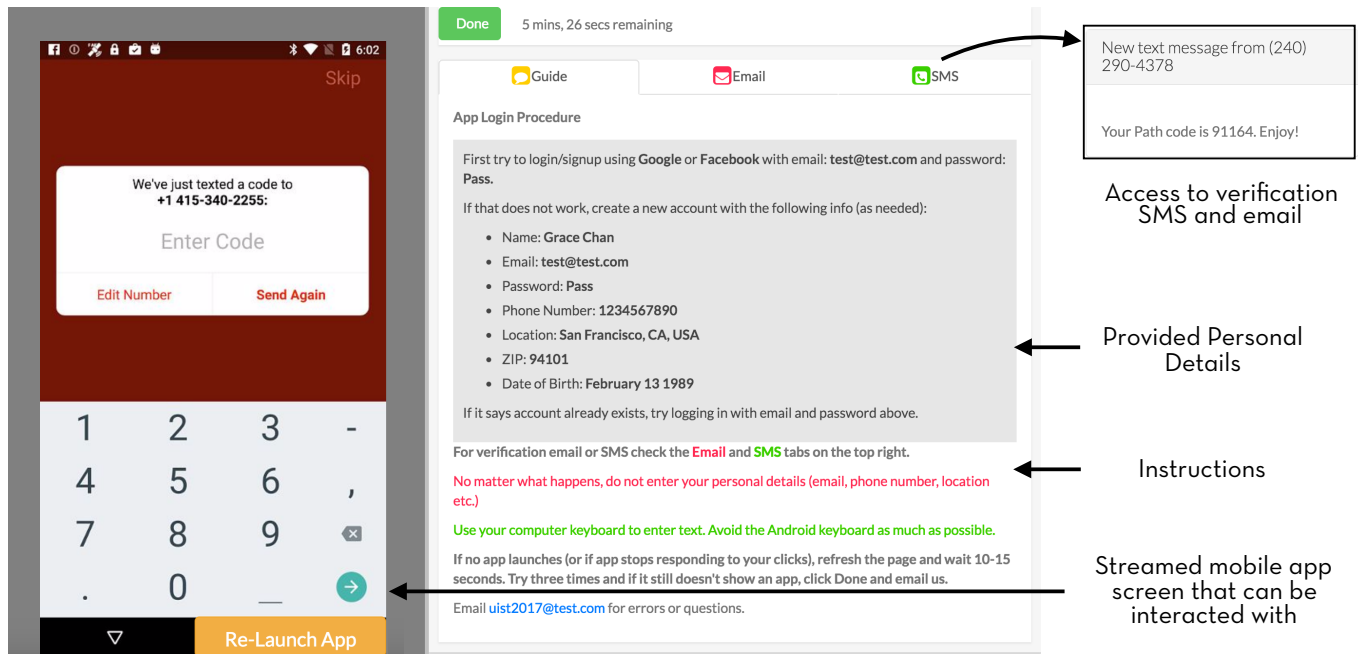 6:02
Skip
We've just texted a code to
+1 415-340-2255:
Enter Code
Edit Number
Send Again
1 2 3 -
4 5 6 ,
7 8 9
. 0 _
Re-Launch App
Done
5 mins, 26 secs remaining
Guide
Email
SMS
App Login Procedure
First try to login/signup using Google or Facebook with email: test@test.com and password:
Pass.
If that does not work, create a new account with the following info (as needed):
• Name: Grace Chan
• Email: test@test.com
• Password: Pass
• Phone Number: 1234567890
• Location: San Francisco, CA, USA
• ZIP: 94101
• Date of Birth: February 13 1989
If it says account already exists, try logging in with email and password above.
For verification email or SMS check the Email and SMS tabs on the top right.
No matter what happens, do not enter your personal details (email, phone number, location
etc.)
Use your computer keyboard to enter text. Avoid the Android keyboard as much as possible.
If no app launches (or if app stops responding to your clicks), refresh the page and wait 10-15
seconds. Try three times and if it still doesn't show an app, click Done and email us.
Email uist2017@test.com for errors or questions.
New text message from (240)
290-4378
Your Path code is 91164. Enjoy!
Access to verification
SMS and email
Provided Personal
Details
Instructions
Streamed mobile app
screen that can be
interacted with